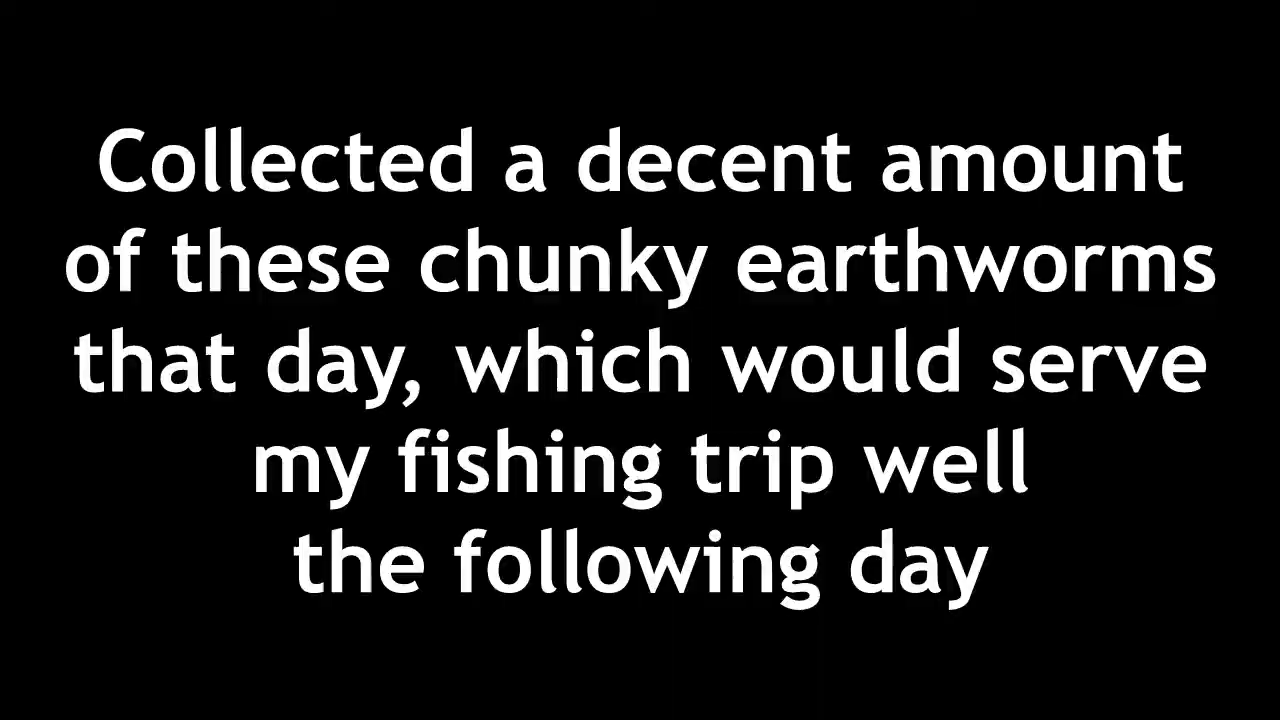 Collected a decent amount
of these chunky earthworms
that day, which would serve
my fishing trip well
the following day